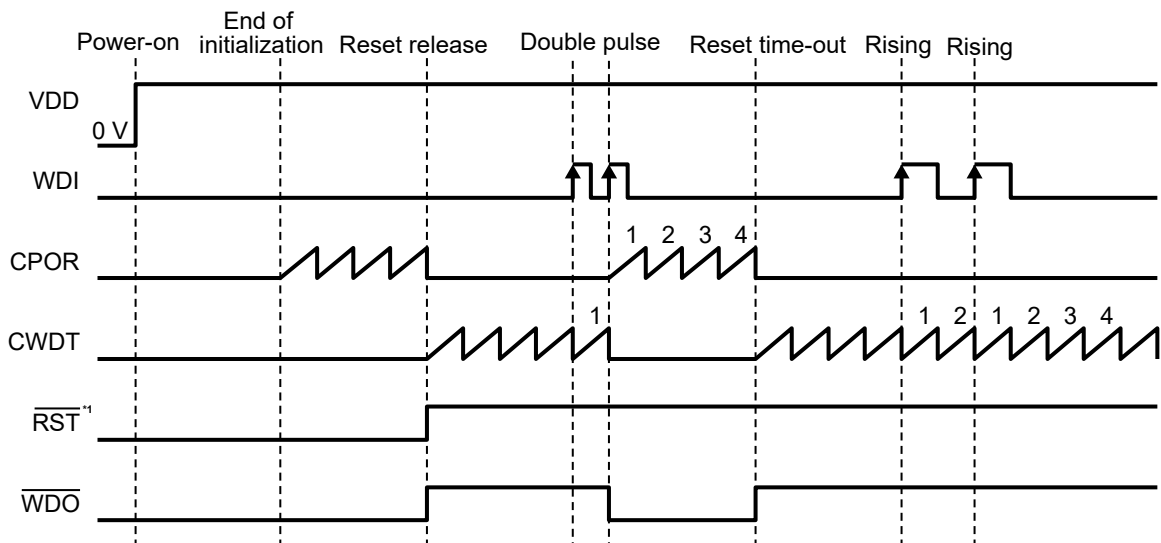 End of
Power-on initialization Reset release Double pulse Reset time-out Rising Rising
VDD
0 V
WDI
1 2 3 4
CPOR
1 1 2 1 2 3 4
CWDT
RST*1
WDO